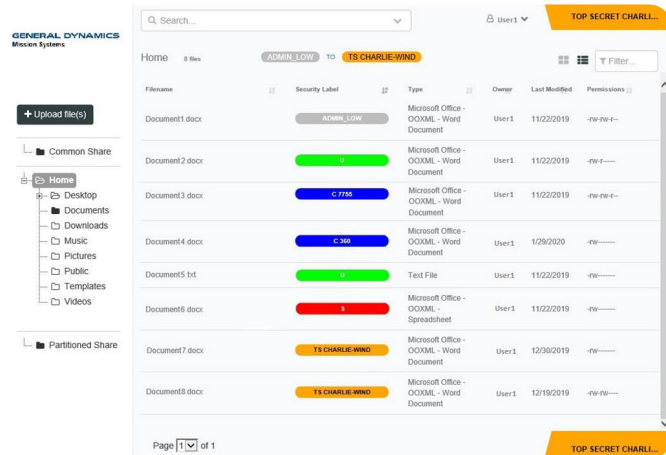 GENERAL DYNAMICS
Mission Systems
Search...
User1
TOP SECRET CHARLI...
Home
8 files
ADMIN_LOW TO TS CHARLIE-WIND
Filter...
+ Upload file(s)
Common Share
Home
Desktop
Documents
Downloads
Music
Pictures
Public
Templates
Videos
Partitioned Share
Filename Security Label Type Owner Last Modified Permissions
Document1.docx ADMIN_LOW Microsoft Office - OOXML - Word Document User1 11/22/2019 -rw-rw-r--
Document2.docx U Microsoft Office - OOXML - Word Document User1 11/22/2019 -rw-r-----
Document3.docx C 7755 Microsoft Office - OOXML - Word Document User1 11/22/2019 -rw-rw-r--
Document4.docx C 360 Microsoft Office - OOXML - Word Document User1 1/29/2020 -rw-------
Document5.txt U Text File User1 11/22/2019 -rw-------
Document6.docx S Microsoft Office - OOXML - Spreadsheet User1 11/22/2019 -rw-------
Document7.docx TS CHARLIE-WIND Microsoft Office - OOXML - Word Document User1 12/30/2019 -rw-------
Document8.docx TS CHARLIE-WIND Microsoft Office - OOXML - Word Document User1 12/19/2019 -rw-rw----
Page 1 of 1
TOP SECRET CHARLI...